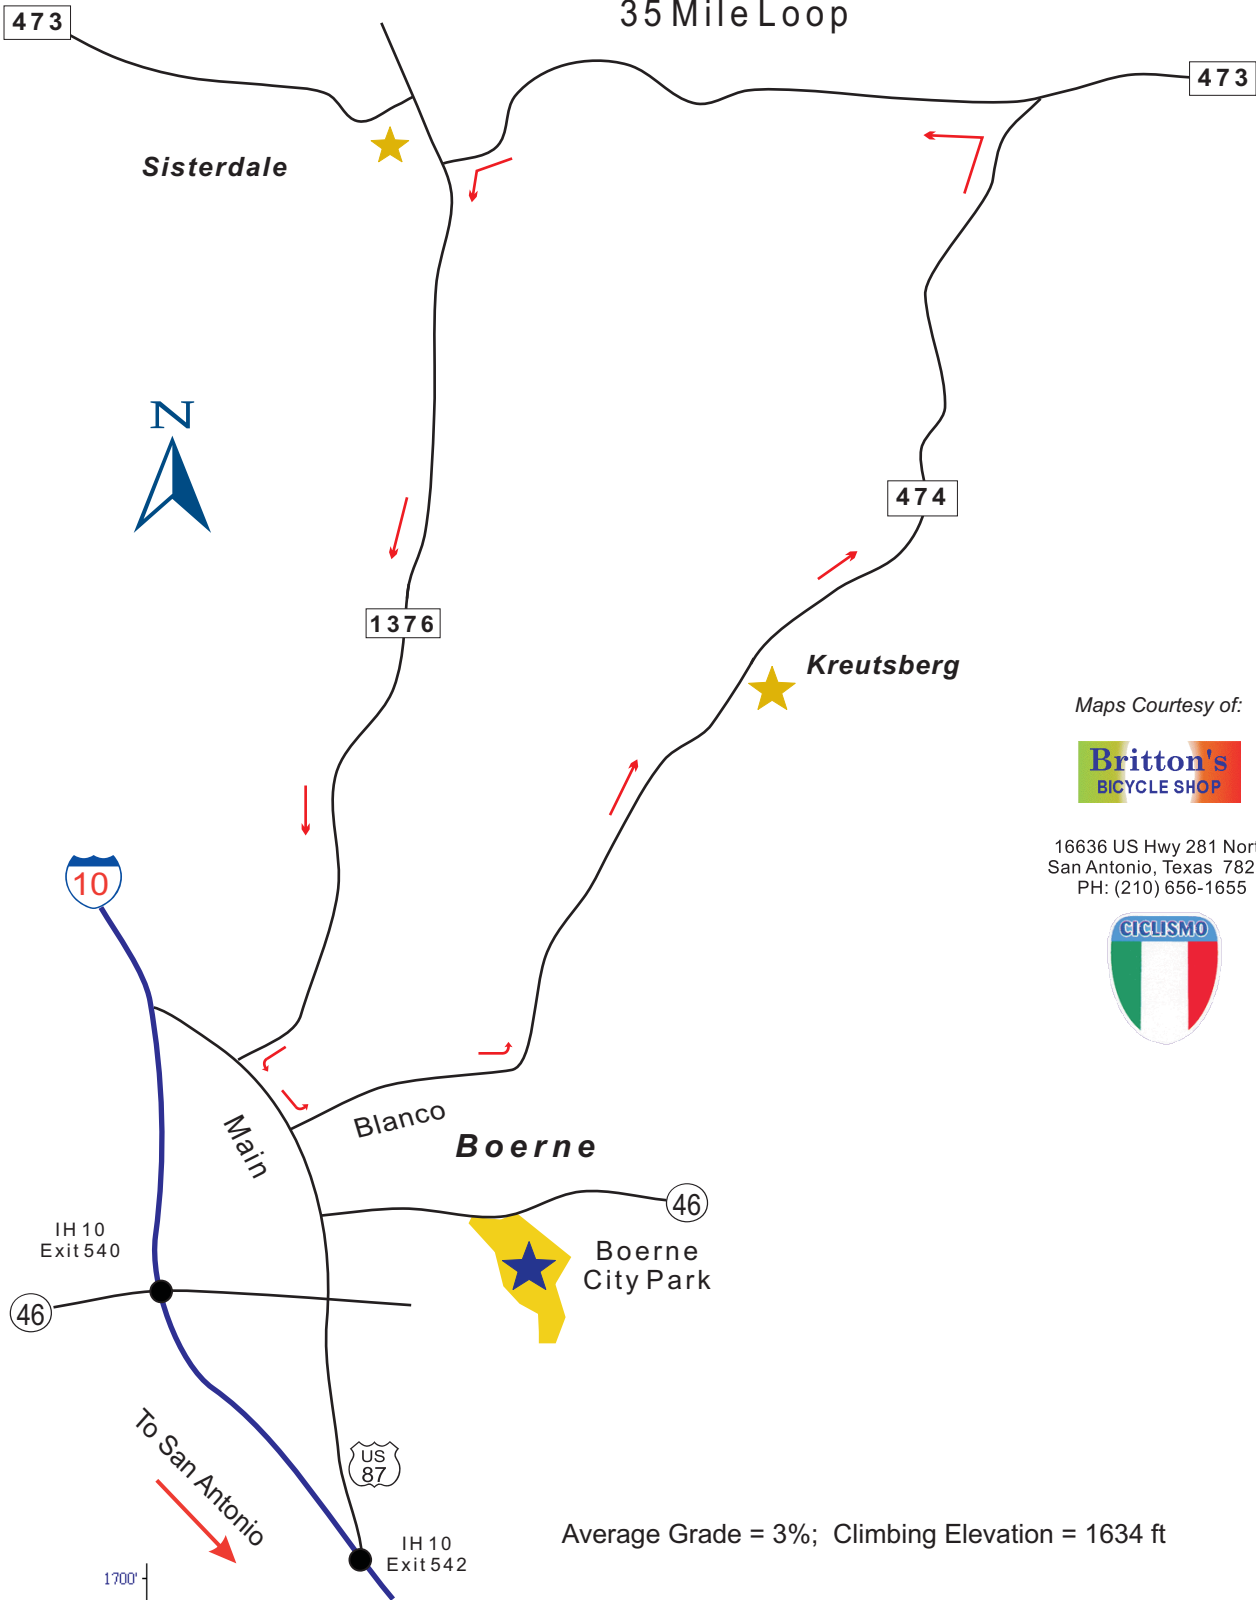 35 Mile Loop
473
473
Sisterdale
N
474
1376
Kreutsberg
Maps Courtesy of:
Britton's
BICYCLE SHOP
16636 US Hwy 281
San Antonio, Texas
PH: (210) 656-1655
10
CICLISMO
Main
Blanco
Boerne
46
IH 10
Exit 540
Boerne
City Park
46
To San Antonio
US
87
Average Grade = 3%; Climbing Elevation = 1634 ft
IH 10
Exit 542
1700'